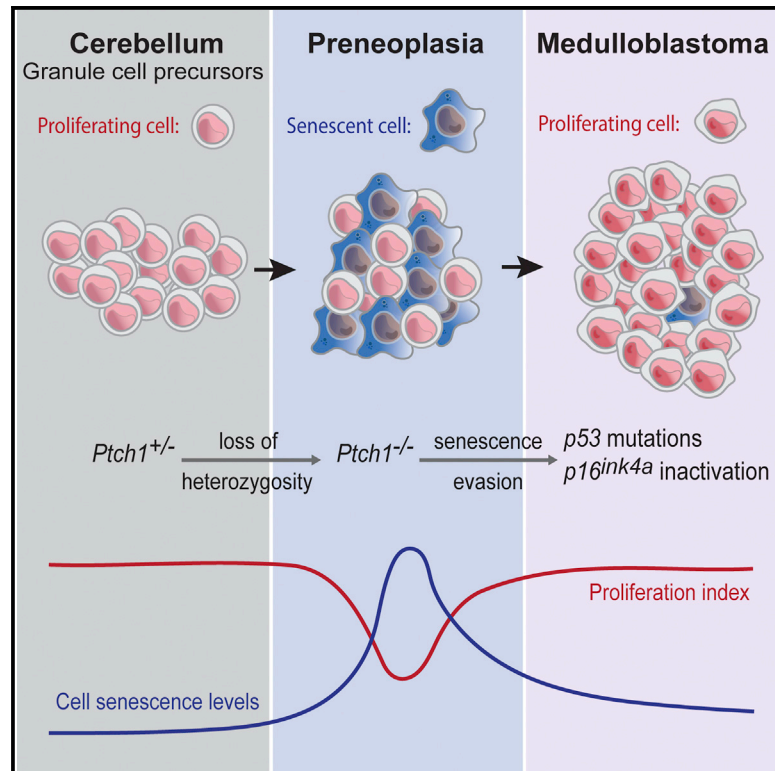 Cerebellum
Granule cell precursors
Preneoplasia
Medulloblastoma
Proliferating cell:
Senescent cell:
Proliferating cell:
Ptch1+/-
loss of
heterozygosity
Ptch1-/-
senescence
evasion
p53 mutations
p16ink4a inactivation
Proliferation index
Cell senescence levels